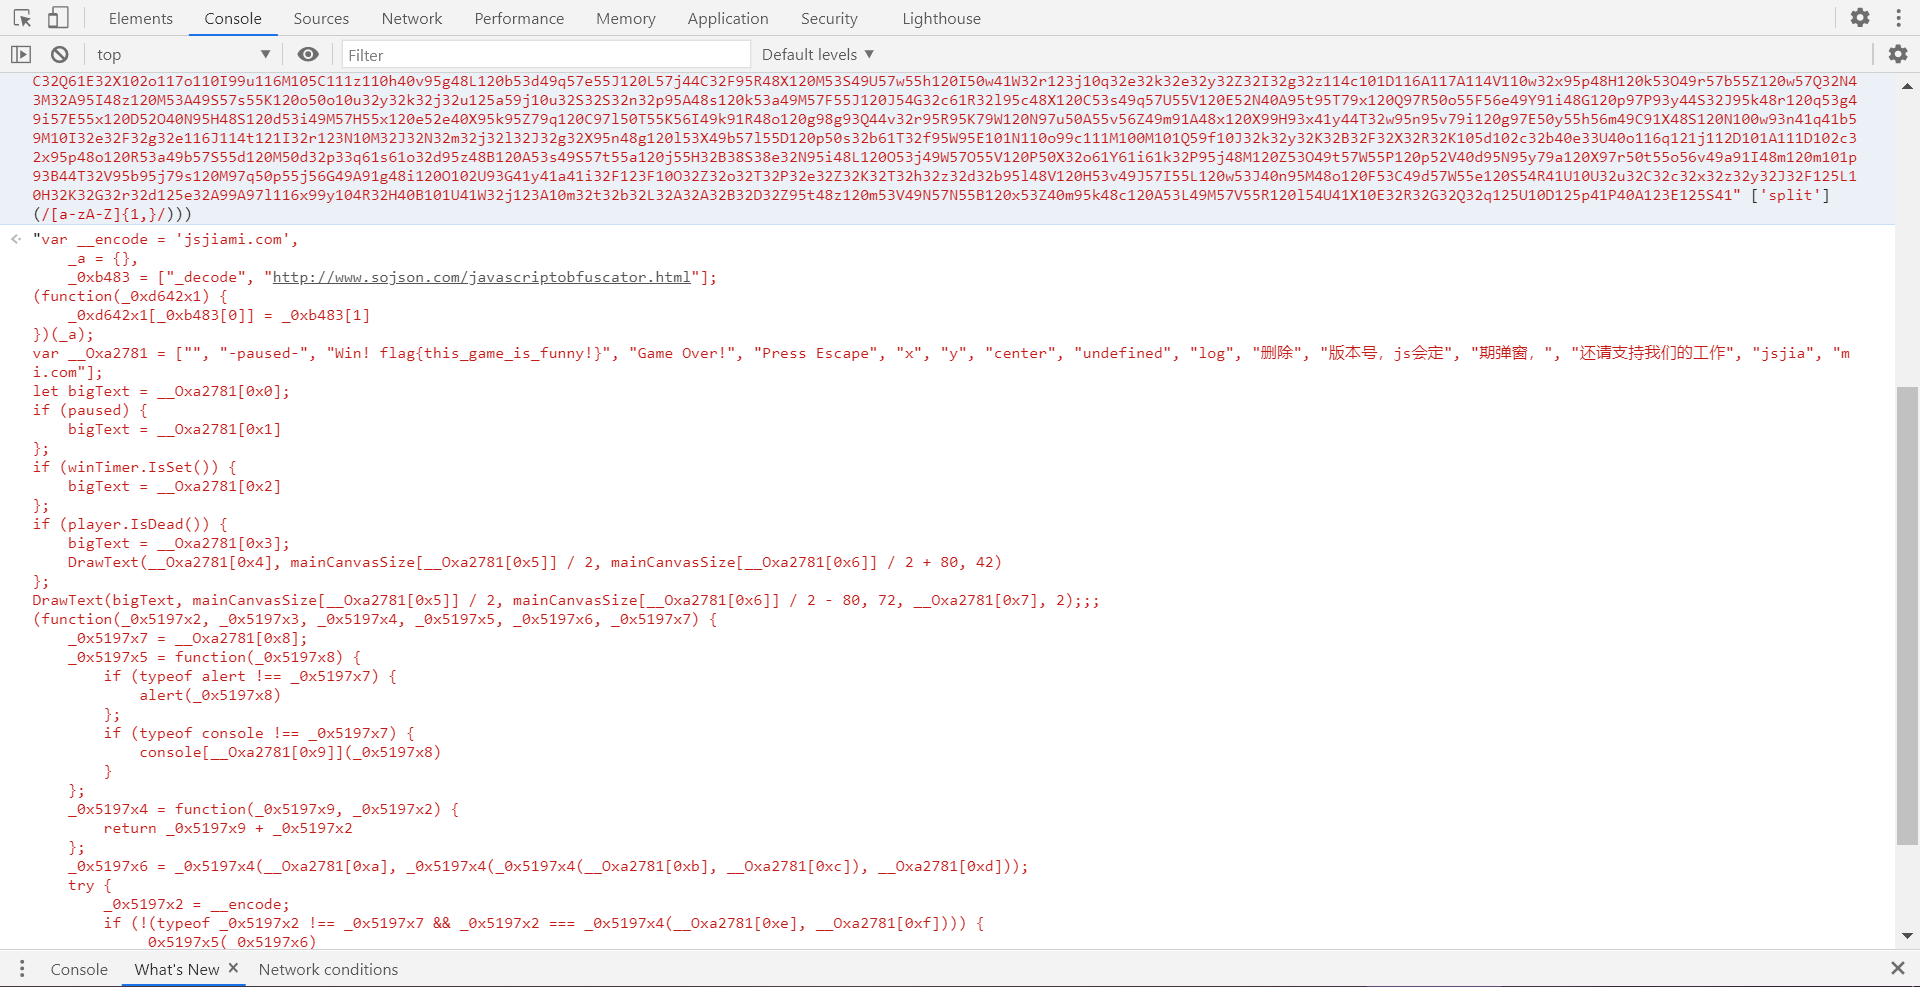 Elements Console Sources Network Performance Memory Application Security Lighthouse
top Filter Default levels
C32Q61E32X102o117o110I99u116M105C111z110h40v95g48L120b53d49q57e55J120L57j44C32F95R48X120M53S49U57w55h120I50w41W32r123j10q32e32k32e32y32Z32I32g32z114c101D116A117A114V110w32x95p48H120k53O49r57b55Z120w57Q32N4
3M32A95I48z120M53A49S57s55K120o50o10u32y32k32j32u125a59j10u32S32S32n32p95A48s120k53a49M57F55J120J54G32c61R32l95c48X120C53s49q57U55V120E52N40A95t95T79x120Q97R50o55F56e49Y91i48G120p97P93y44S32J95k48r120q53g4
9i57E55x120D52O40N95H48S120d53i49M57H55x120e52e40X95k95Z79q120C97l50T55K56I49k91R48o120g98g93Q44v32r95R95K79W120N97u50A55v56Z49m91A48x120X99H93x41y44T32w95n95v79i120g97E50y55h56m49C91X48S120N100w93n41q41b5
9M10I32e32F32g32e116J114t121I32r123N10M32J32N32m32j32l32J32g32X95n48g120l53X49b57l55D120p50s32b61T32f95W95E101N110o99c111M100M101Q59f10J32k32y32K32B32F32X32R32K105d102c32b40e33U40o116q121j112D101A111D102c3
2x95p48o120R53a49b57S55d120M50d32p33q61s61o32d95z48B120A53s49S57t55a120j55H32B38S38e32N95i48L120O53j49W57O55V120P50X32o61Y61i61k32P95j48M120Z53O49t57W55P120p52V40d95N95y79a120X97r50t55o56v49a91I48m120m101p
93B44T32V95b95j79s120M97q50p55j56G49A91g48i120O102U93G41y41a41i32F123F10O32Z32o32T32P32e32Z32K32T32h32z32d32b95l48V120H53v49J57I55L120w53J40n95M48o120F53C49d57W55e120S54R41U10U32u32C32c32x32z32y32J32F125L1
0H32K32G32r32d125e32A99A97l116x99y104R32H40B101U41W32j123A10m32t32b32L32A32A32B32D32Z95t48z120m53V49N57N55B120x53Z40m95k48c120A53L49M57V55R120l54U41X10E32R32G32Q32q125U10D125p41P40A123E125S41" ['split']
(/[a-zA-Z]{1,}/)))
"var __encode = 'jsjiami.com',
_a = {},
_0xb483 = ["_decode", "http://www.sojson.com/javascriptobfuscator.html"];
(function(_0xd642x1) {
_0xd642x1[_0xb483[0]] = _0xb483[1]
})(_a);
var __Oxa2781 = ["", "-paused-", "Win! flag{this_game_is_funny!}", "Game Over!", "Press Escape", "x", "y", "center", "undefined", "log", "删除", "版本号，js会定", "期弹窗，", "还请支持我们的工作", "jsjia", "m
i.com"];
let bigText = __Oxa2781[0x0];
if (paused) {
bigText = __Oxa2781[0x1]
};
if (winTimer.IsSet()) {
bigText = __Oxa2781[0x2]
};
if (player.IsDead()) {
bigText = __Oxa2781[0x3];
DrawText(__Oxa2781[0x4], mainCanvasSize[__Oxa2781[0x5]] / 2, mainCanvasSize[__Oxa2781[0x6]] / 2 + 80, 42)
};
DrawText(bigText, mainCanvasSize[__Oxa2781[0x5]] / 2, mainCanvasSize[__Oxa2781[0x6]] / 2 - 80, 72, __Oxa2781[0x7], 2);;;
(function(_0x5197x2, _0x5197x3, _0x5197x4, _0x5197x5, _0x5197x6, _0x5197x7) {
_0x5197x7 = __Oxa2781[0x8];
_0x5197x5 = function(_0x5197x8) {
if (typeof alert !== _0x5197x7) {
alert(_0x5197x8)
};
if (typeof console !== _0x5197x7) {
console[__Oxa2781[0x9]](_0x5197x8)
}
};
_0x5197x4 = function(_0x5197x9, _0x5197x2) {
return _0x5197x9 + _0x5197x2
};
_0x5197x6 = _0x5197x4(__Oxa2781[0xa], _0x5197x4(_0x5197x4(__Oxa2781[0xb], __Oxa2781[0xc]), __Oxa2781[0xd]));
try {
_0x5197x2 = __encode;
if (!(typeof _0x5197x2 !== _0x5197x7 && _0x5197x2 === _0x5197x4(__Oxa2781[0xe], __Oxa2781[0xf]))) {
_0x5197x5(_0x5197x6)
Console What's New Network conditions